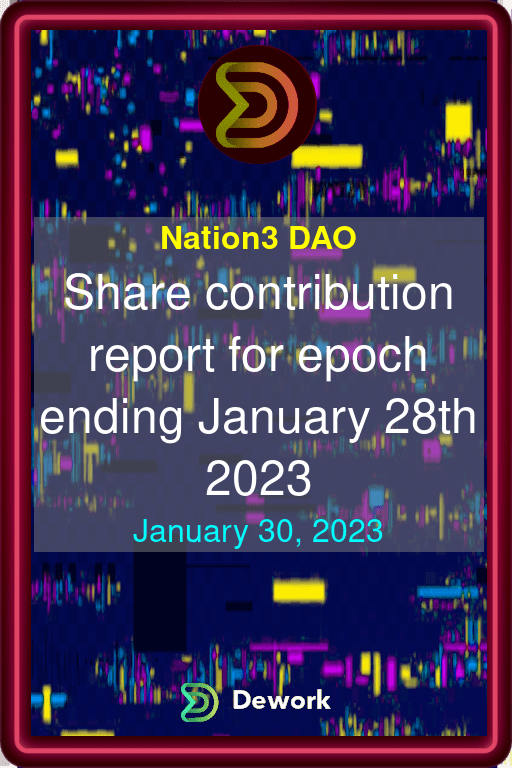 Nation3 DAO
Share contribution
report for epoch
ending January 28th
2023
January 30, 2023
Dework